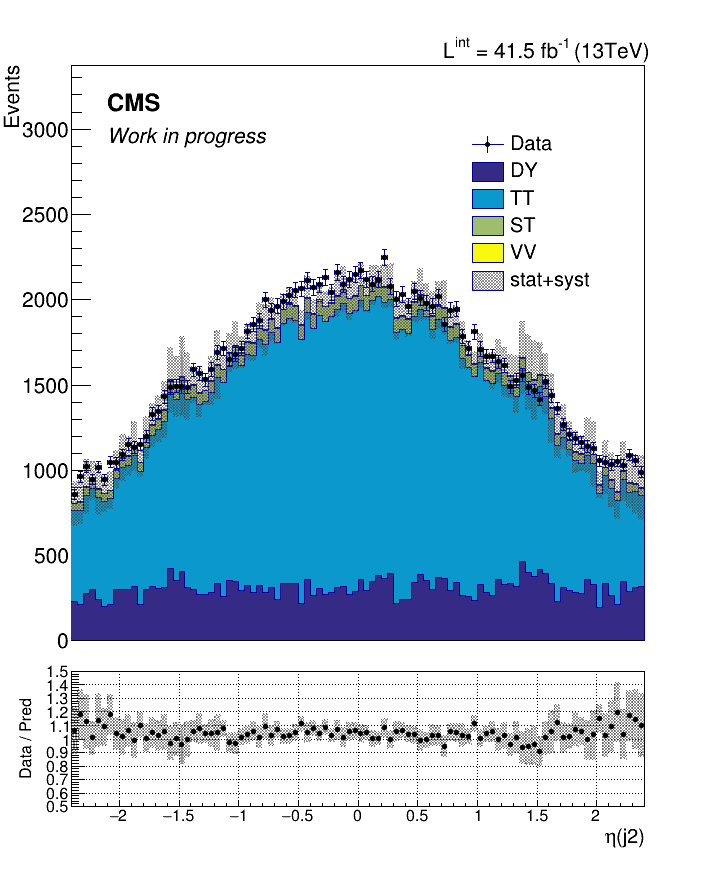 L^int = 41.5 fb^-1 (13TeV)
Events
CMS
Work in progress
Data
DY
TT
ST
VV
stat+syst
3000
2500
2000
1500
1000
500
0
Data / Pred
1.5
1.4
1.3
1.2
1.1
1
0.9
0.8
0.7
0.6
0.5
−2 −1.5 −1 −0.5 0 0.5 1 1.5 2
η(j2)